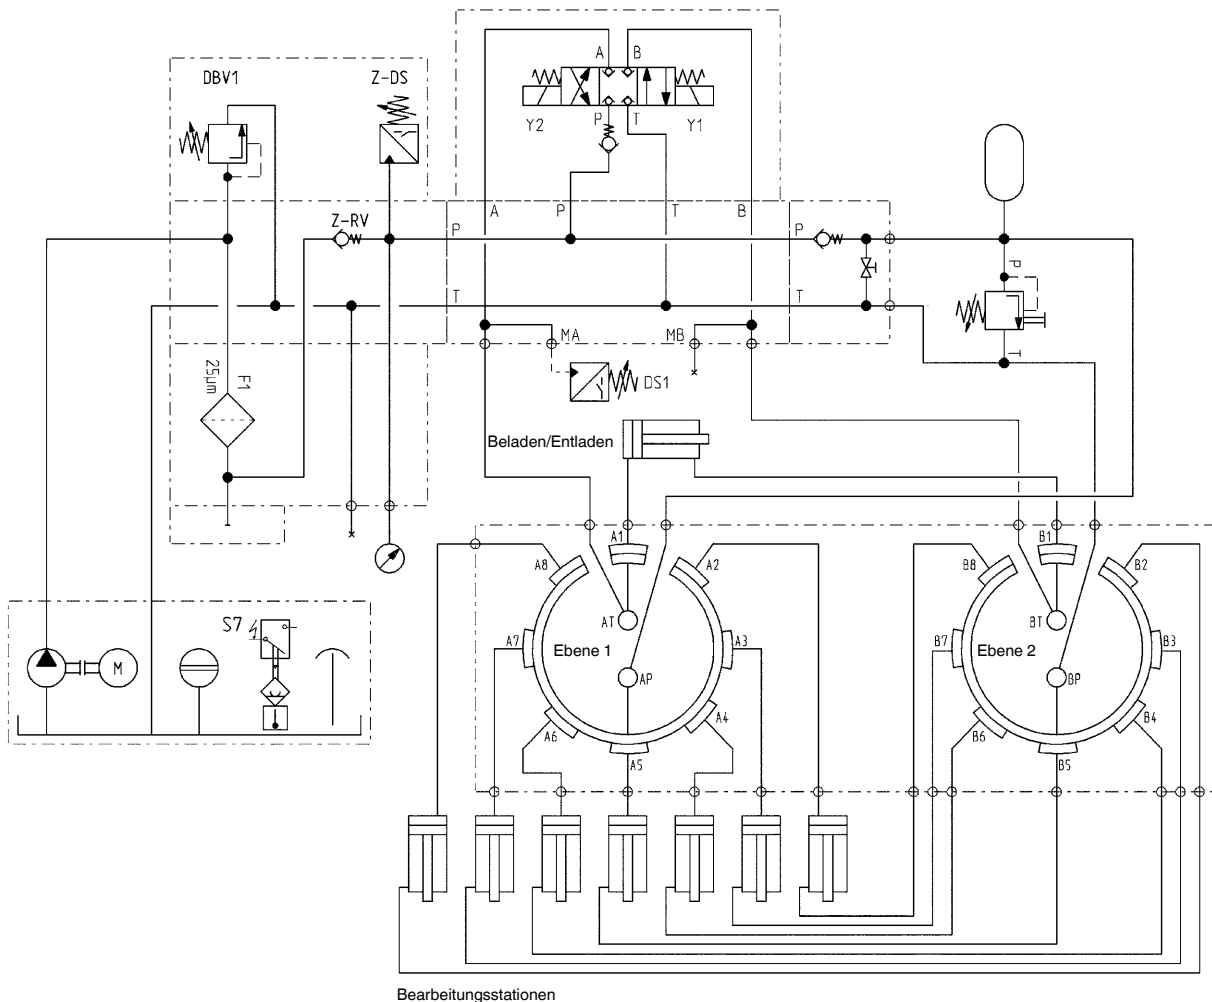 A B
DBV1 Z-DS
P T
Y2 Y1
A P T B
Z-RV
P P
P
T T
MA MB
T
25µm F1
DS1
Beladen/Entladen
A1 B1
A8 A2 B8 B2
S7
AT BT
A7 Ebene 1 A3 B7 Ebene 2 B3
M
AP BP
A6 A4 B6 B4
A5 B5
Bearbeitungsstationen